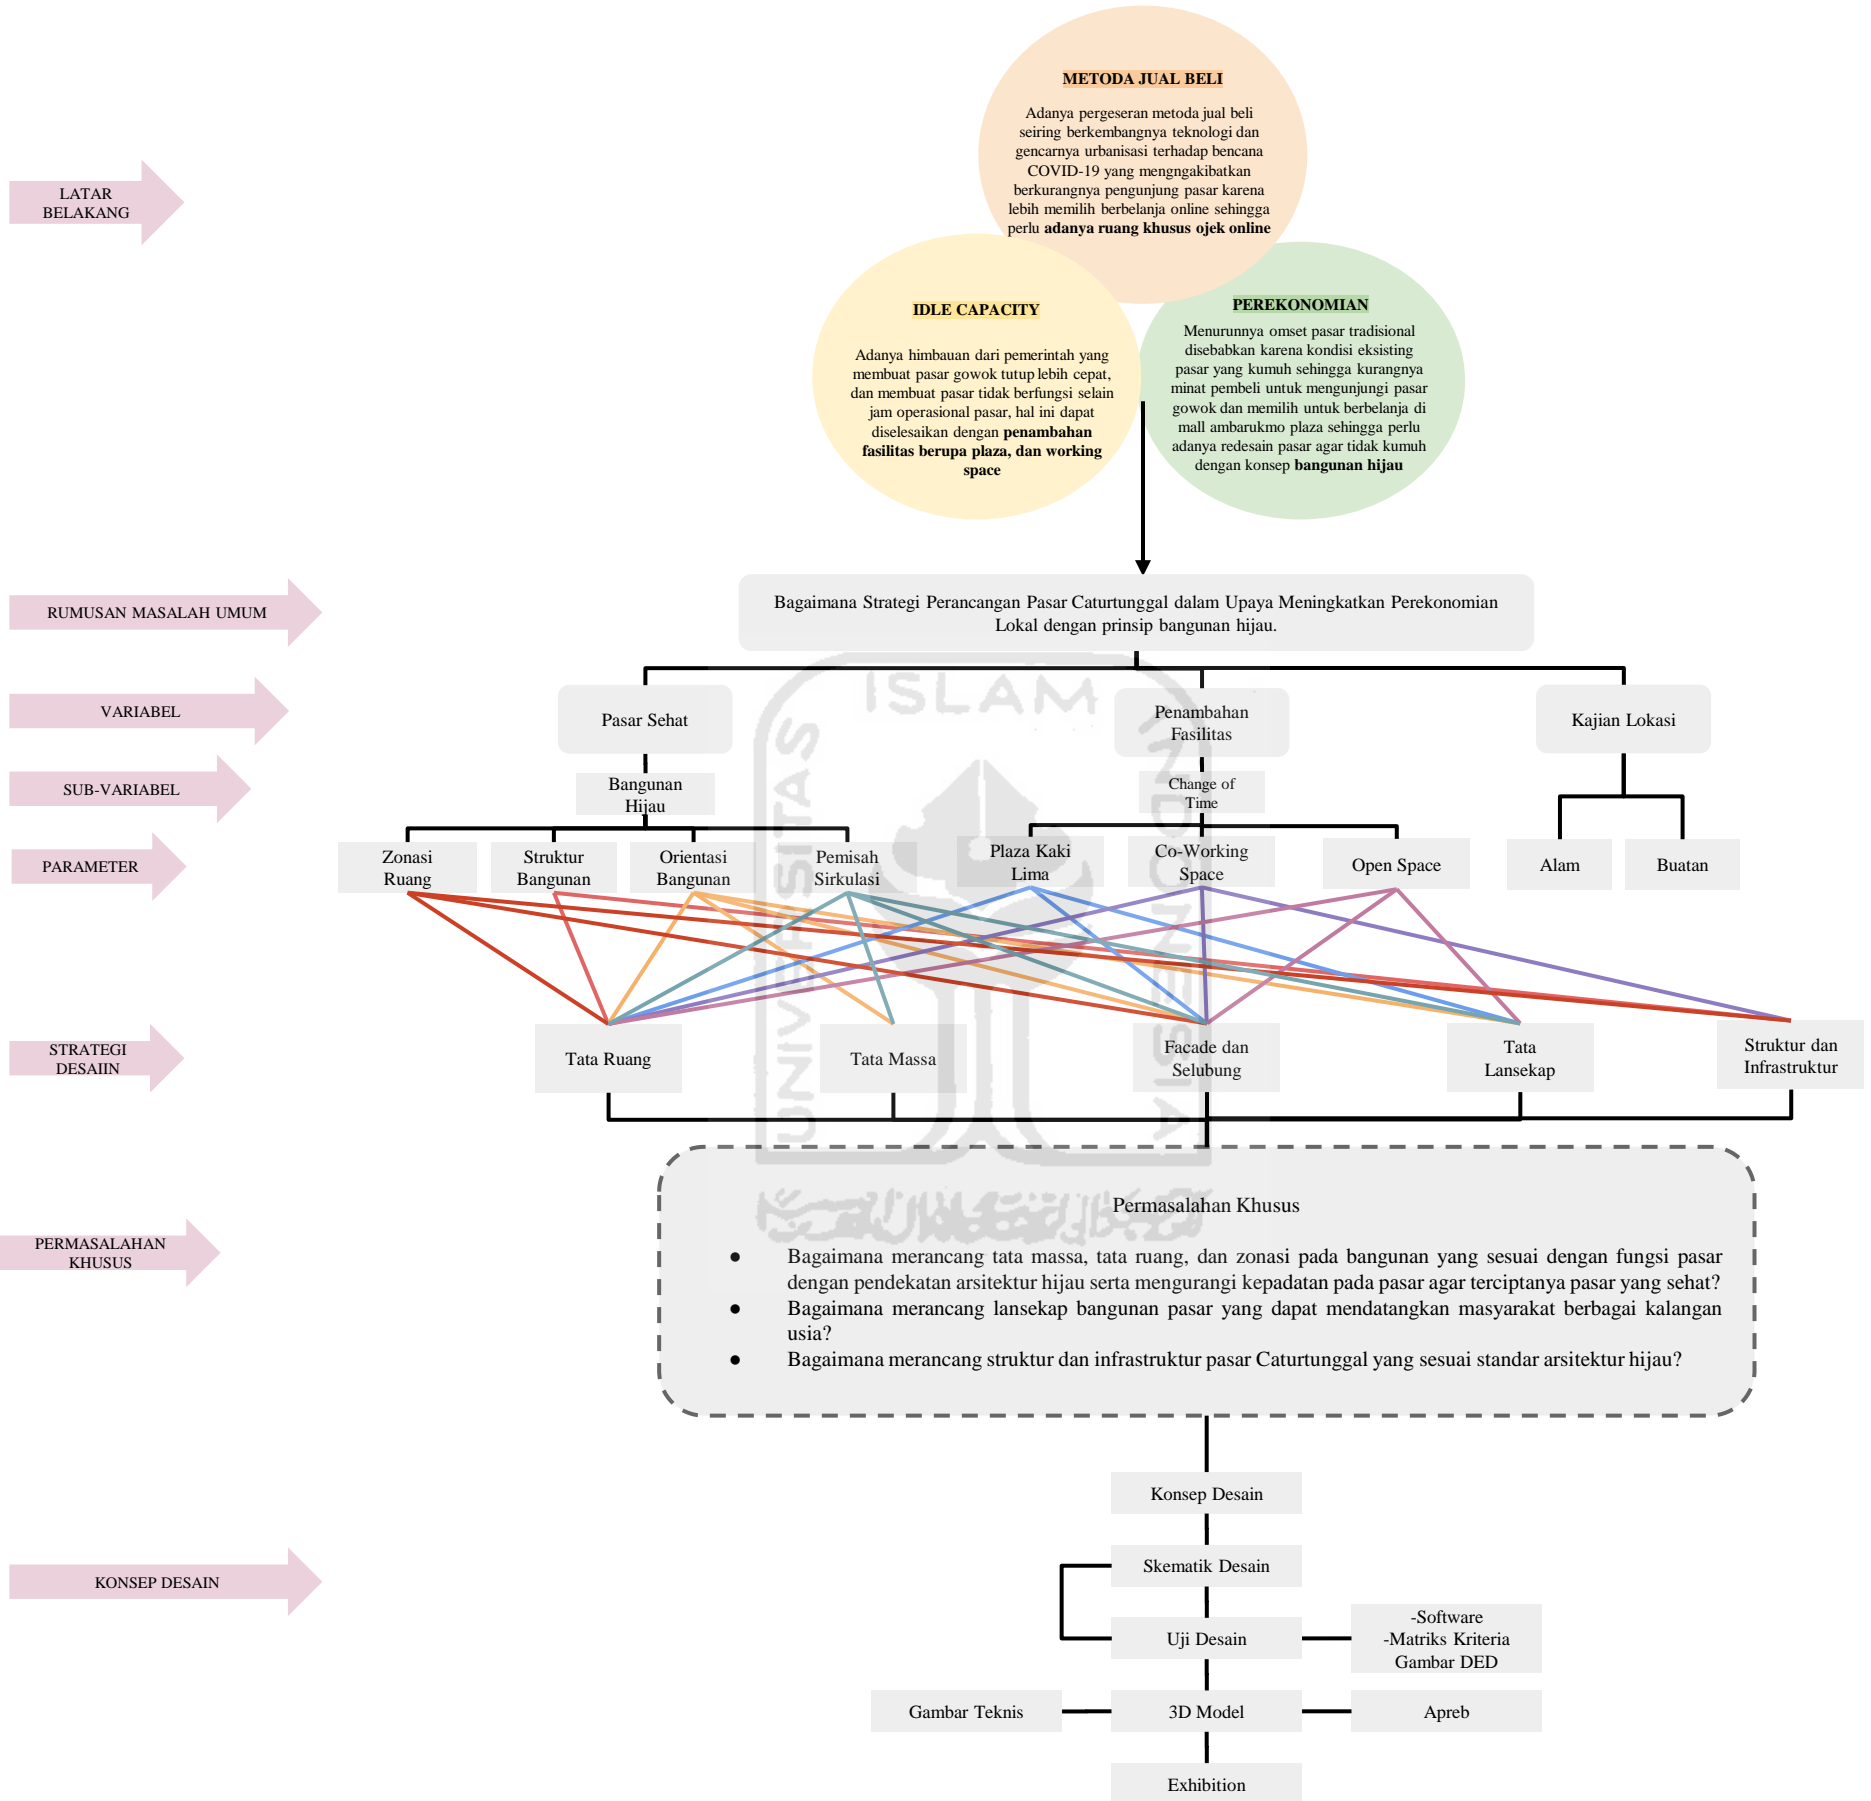 METODA JUAL BELI
Adanya pergeseran metoda jual beli
seiring berkembangnya teknologi dan
gencarnya urbanisasi terhadap bencana
COVID-19 yang mengngakibatkan
berkurangnya pengunjung pasar karena
lebih memilih berbelanja online sehingga
perlu adanya ruang khusus ojek online
LATAR
BELAKANG
IDLE CAPACITY
Adanya himbauan dari pemerintah yang
membuat pasar gowok tutup lebih cepat,
dan membuat pasar tidak berfungsi selain
jam operasional pasar, hal ini dapat
diselesaikan dengan penambahan
fasilitas berupa plaza, dan working
space
PEREKONOMIAN
Menurunnya omset pasar tradisional
disebabkan karena kondisi eksisting
pasar yang kumuh sehingga kurangnya
minat pembeli untuk mengunjungi pasar
gowok dan memilih untuk berbelanja di
mall ambarukmo plaza sehingga perlu
adanya redesain pasar agar tidak kumuh
dengan konsep bangunan hijau
RUMUSAN MASALAH UMUM
Bagaimana Strategi Perancangan Pasar Caturtunggal dalam Upaya Meningkatkan Perekonomian
Lokal dengan prinsip bangunan hijau.
VARIABEL
Pasar Sehat
Penambahan
Fasilitas
Kajian Lokasi
SUB-VARIABEL
Bangunan
Hijau
Change of
Time
PARAMETER
Zonasi
Ruang
Struktur
Bangunan
Orientasi
Bangunan
Pemisah
Sirkulasi
Plaza Kaki
Lima
Co-Working
Space
Open Space
Alam
Buatan
STRATEGI
DESAIIN
Tata Ruang
Tata Massa
Facade dan
Selubung
Tata
Lansekap
Struktur dan
Infrastruktur
UNIVERSITAS
ISLAM
INDONESIA
PERMASALAHAN
KHUSUS
Permasalahan Khusus
● Bagaimana merancang tata massa, tata ruang, dan zonasi pada bangunan yang sesuai dengan fungsi pasar
dengan pendekatan arsitektur hijau serta mengurangi kepadatan pada pasar agar terciptanya pasar yang sehat?
● Bagaimana merancang lansekap bangunan pasar yang dapat mendatangkan masyarakat berbagai kalangan
usia?
● Bagaimana merancang struktur dan infrastruktur pasar Caturtunggal yang sesuai standar arsitektur hijau?
KONSEP DESAIN
Konsep Desain
Skematik Desain
Uji Desain
-Software
-Matriks Kriteria
Gambar DED
Gambar Teknis
3D Model
Apreb
Exhibition